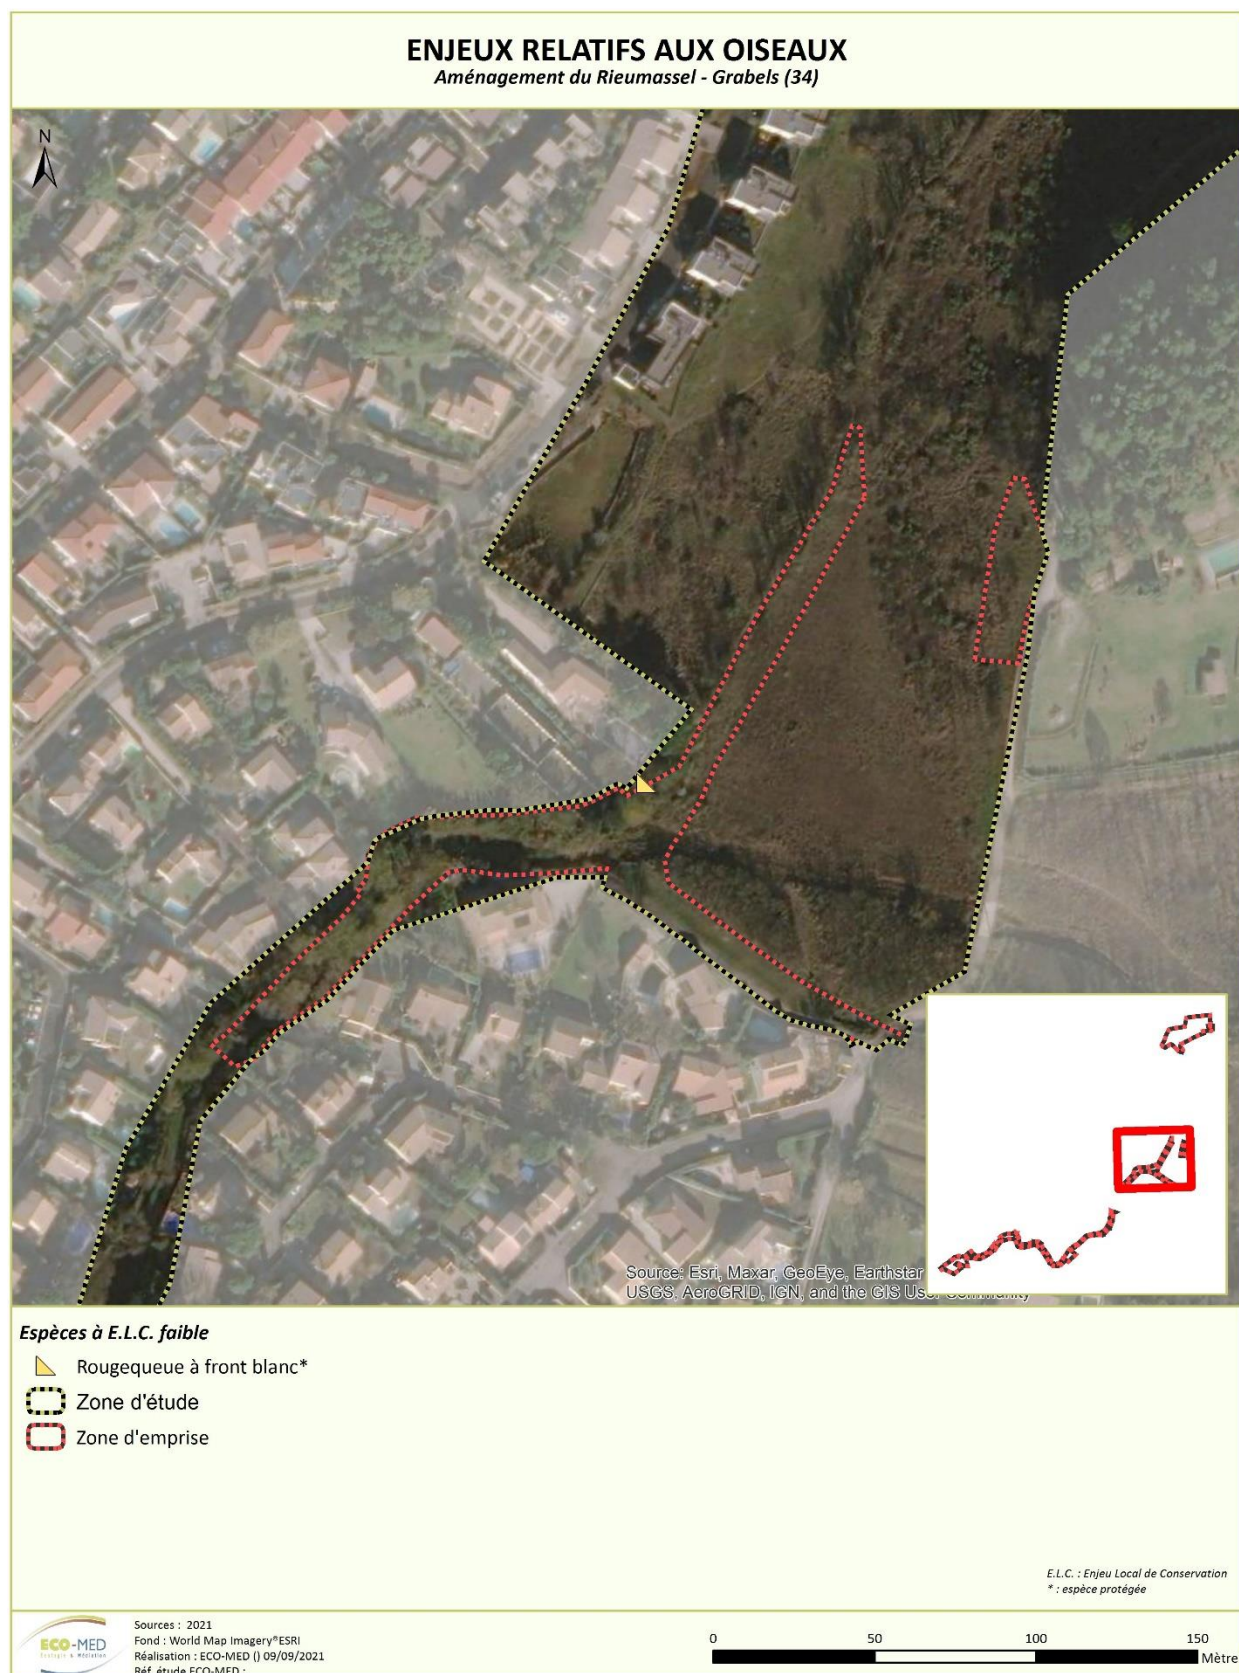 ENJEUX RELATIFS AUX OISEAUX
Aménagement du Rieumassel - Grabels (34)
N
Source: Esri, Maxar, GeoEye, Earthstar
USGS, AeroGRID, IGN, and the GIS User Community
Espèces à E.L.C. faible
Rougequeue à front blanc*
Zone d'étude
Zone d'emprise
E.L.C. : Enjeu Local de Conservation
* : espèce protégée
ECO-MED
Ecologie & Médiation
Sources : 2021
Fond : World Map Imagery®ESRI
Réalisation : ECO-MED () 09/09/2021
Réf. étude ECO-MED :
0 50 100 150
Mètre